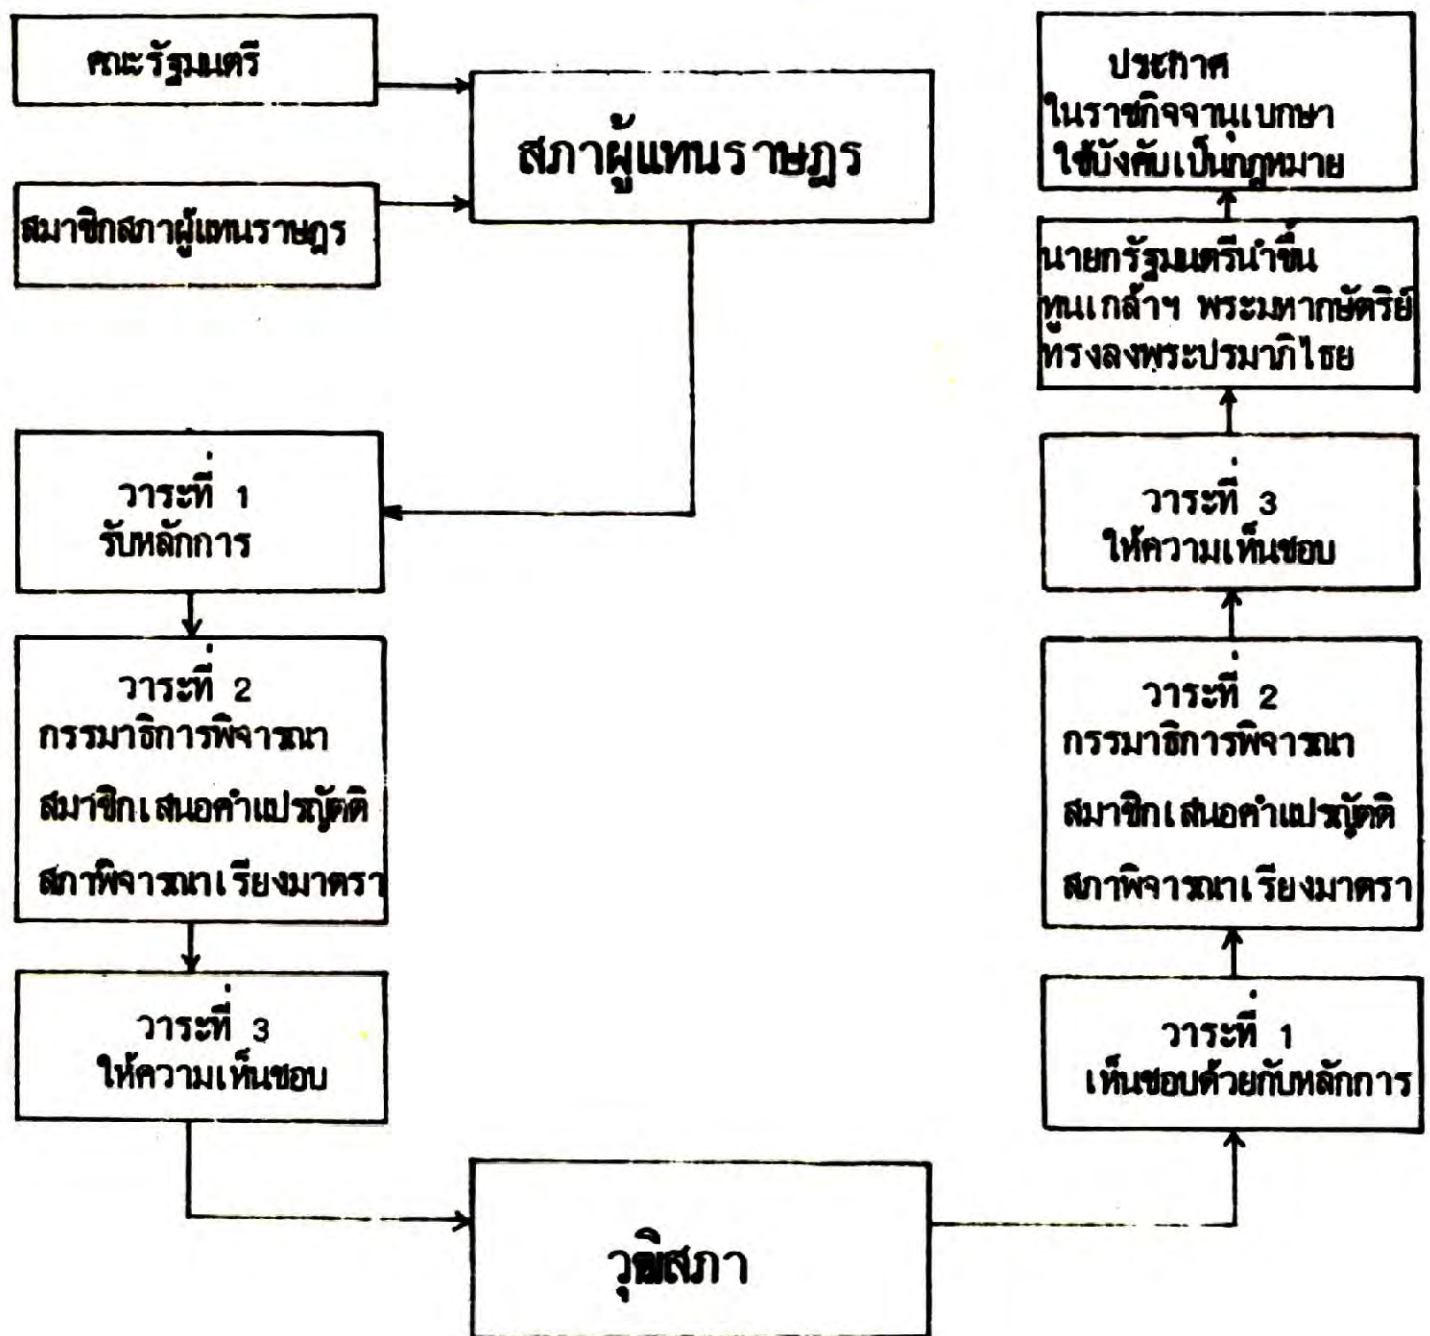 คณะรัฐมนตรี
สมาชิกสภาผู้แทนราษฎร
สภาผู้แทนราษฎร
วาระที่ 1
รับหลักการ
วาระที่ 2
กรรมาธิการพิจารณา
สมาชิกเสนอคำแปรญัตติ
สภาพิจารณาเรียงมาตรา
วาระที่ 3
ให้ความเห็นชอบ
วุฒิสภา
วาระที่ 1
เห็นชอบด้วยกับหลักการ
วาระที่ 2
กรรมาธิการพิจารณา
สมาชิกเสนอคำแปรญัตติ
สภาพิจารณาเรียงมาตรา
วาระที่ 3
ให้ความเห็นชอบ
นายกรัฐมนตรีนำขึ้น
ทูนเกล้าฯ พระมหากษัตริย์
ทรงลงพระปรมาภิไธย
ประกาศ
ในราชกิจจานุเบกษา
ใช้บังคับเป็นกฎหมาย